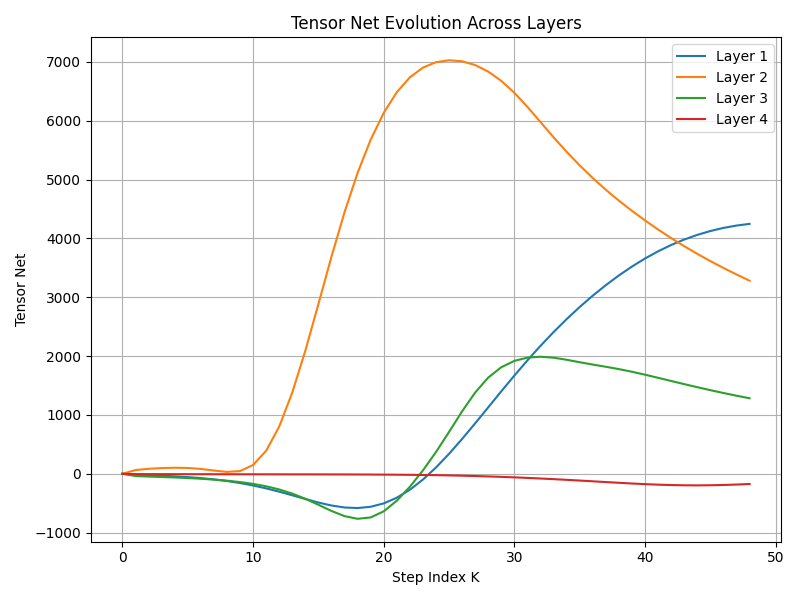 Tensor Net Evolution Across Layers
Layer 1
Layer 2
Layer 3
Layer 4
Tensor Net
7000
6000
5000
4000
3000
2000
1000
0
−1000
0 10 20 30 40 50
Step Index K